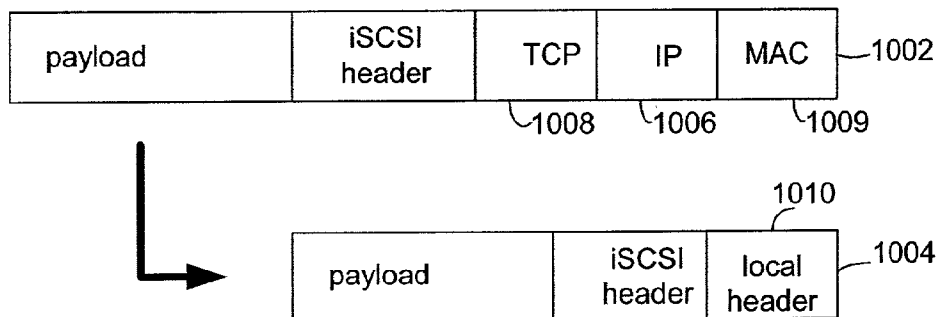 payload
iSCSI
header
TCP
IP
MAC
1002
1008
1006
1009
1010
payload
iSCSI
header
local
header
1004